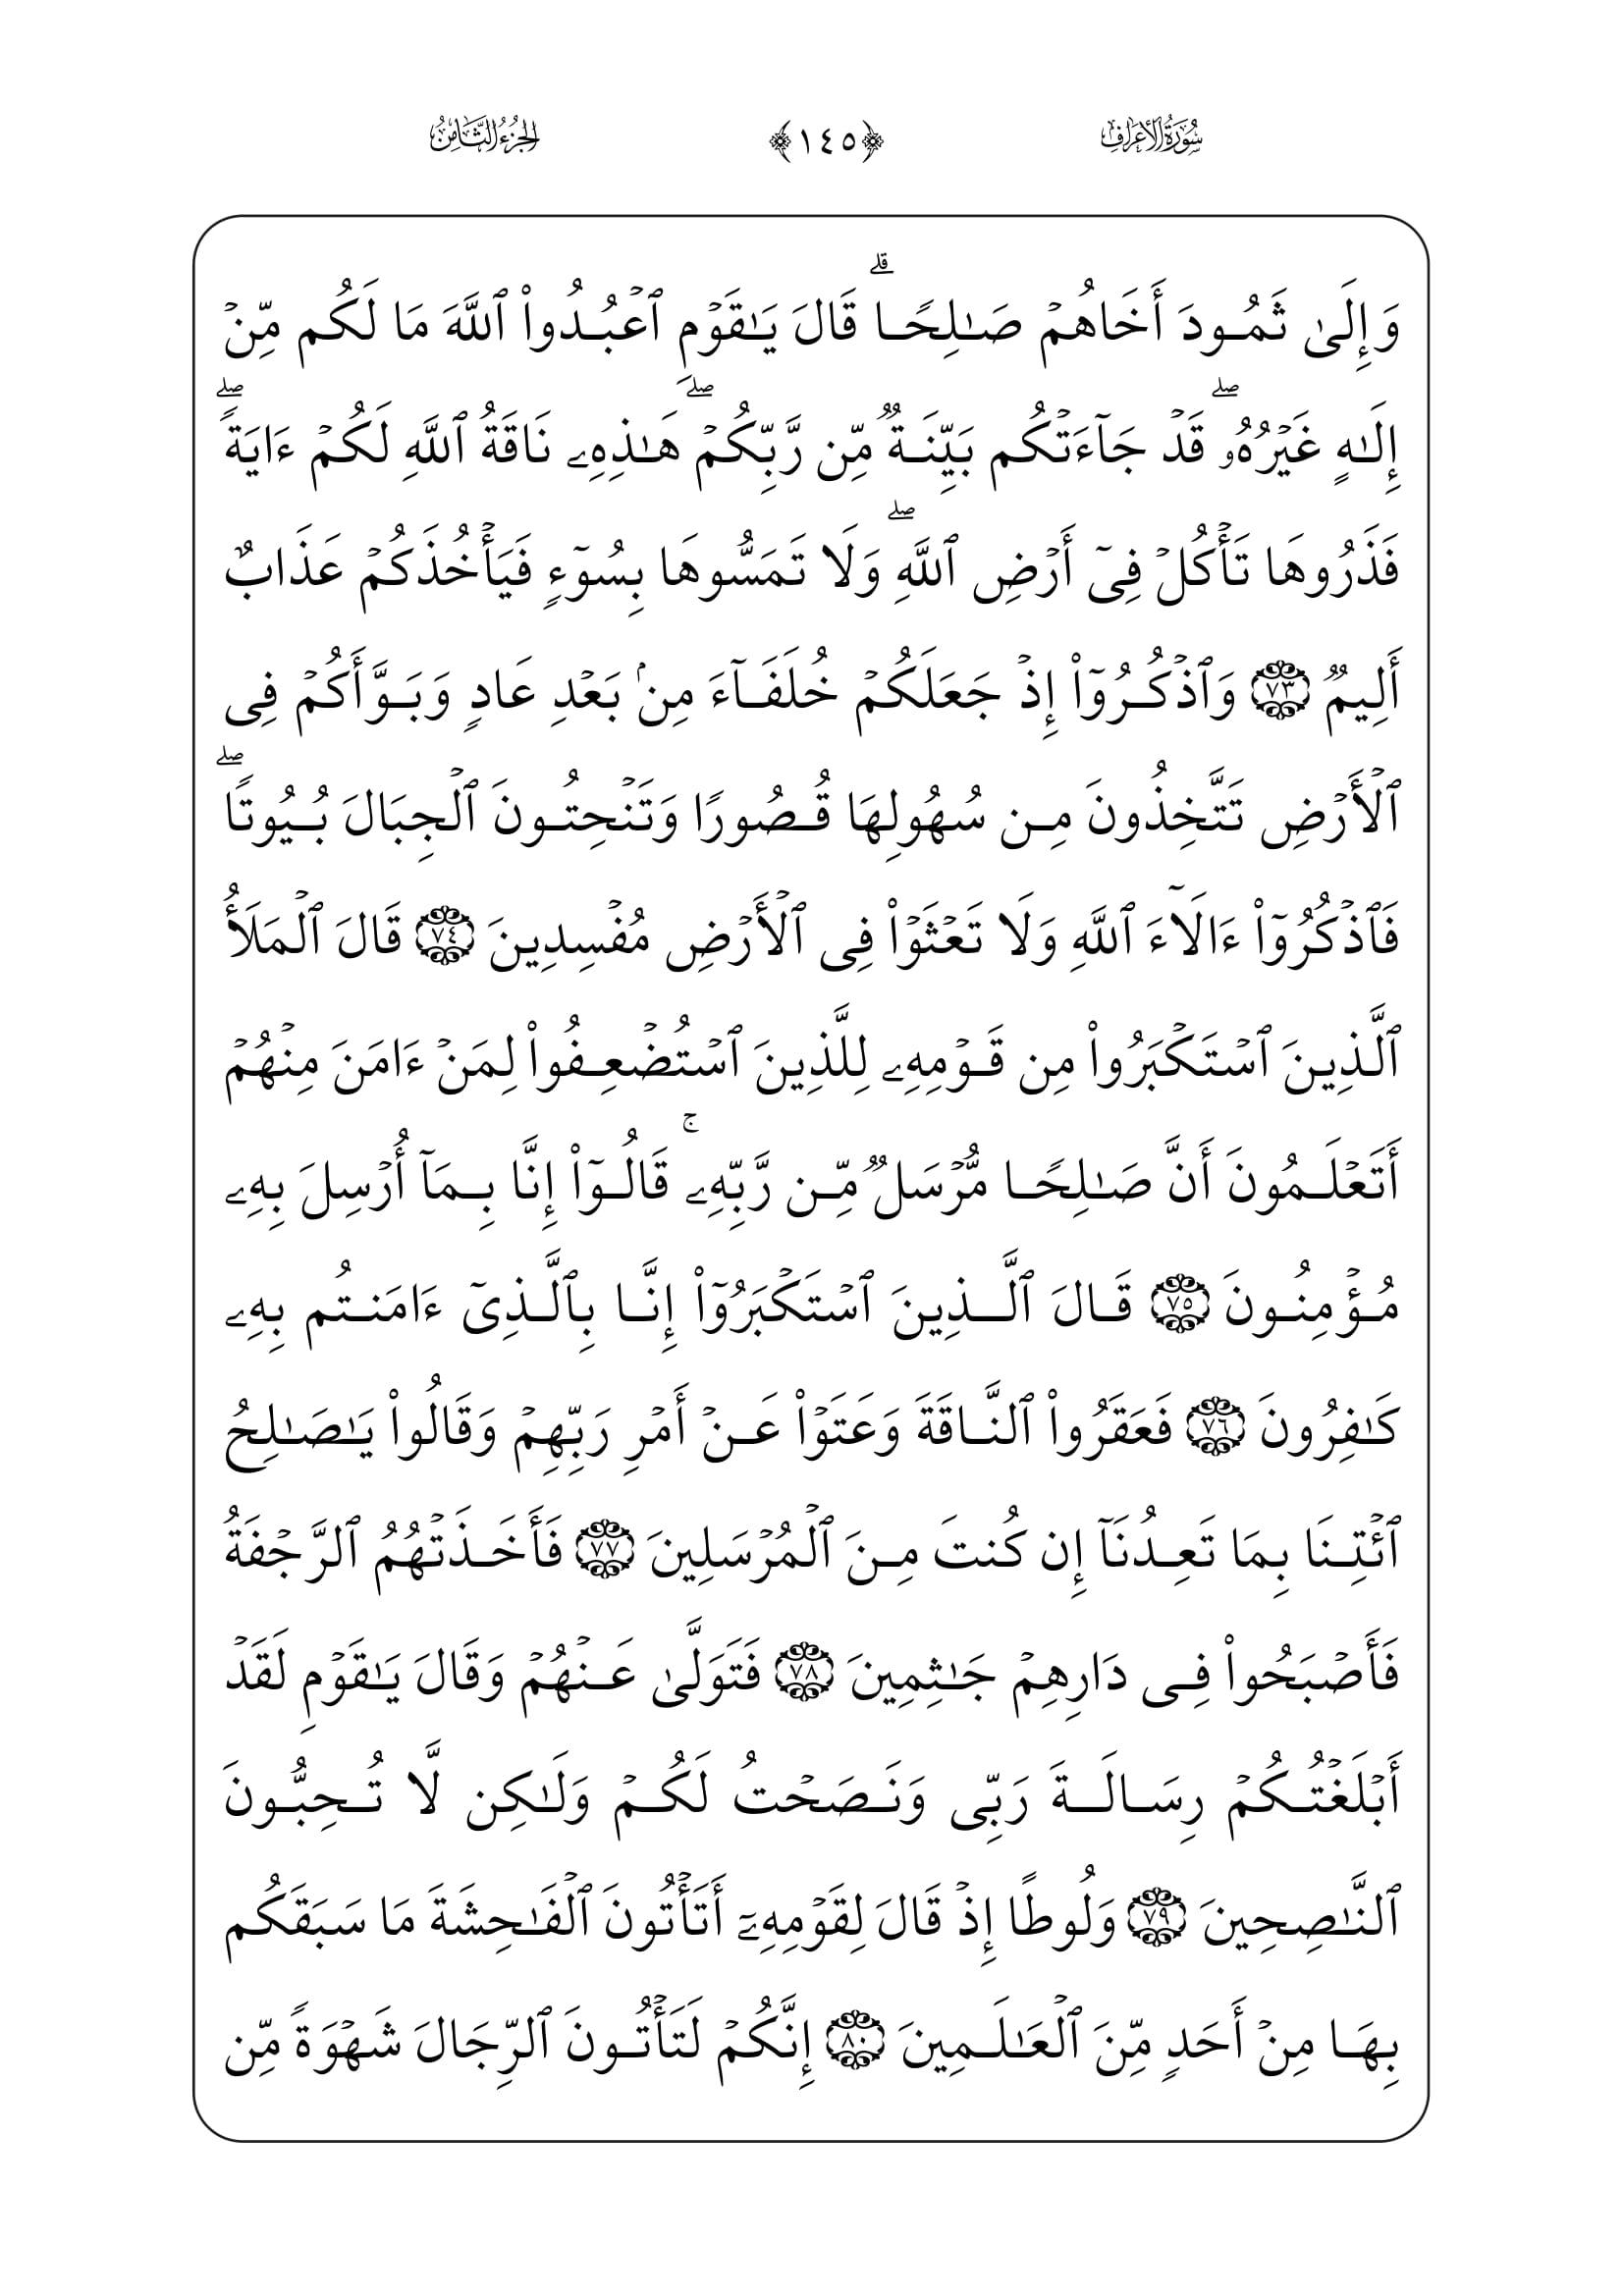 سُورَةُ الأَعۡرَافِ ١٤٥ الجُزۡءُ الثَّامِنُ
وَإِلَىٰ ثَمُودَ أَخَاهُمۡ صَٰلِحٗاۚ قَالَ يَٰقَوۡمِ ٱعۡبُدُواْ ٱللَّهَ مَا لَكُم مِّنۡ
إِلَٰهٍ غَيۡرُهُۥۖ قَدۡ جَآءَتۡكُم بَيِّنَةٞ مِّن رَّبِّكُمۡۖ هَٰذِهِۦ نَاقَةُ ٱللَّهِ لَكُمۡ ءَايَةٗۖ
فَذَرُوهَا تَأۡكُلۡ فِيٓ أَرۡضِ ٱللَّهِۖ وَلَا تَمَسُّوهَا بِسُوٓءٖ فَيَأۡخُذَكُمۡ عَذَابٌ
أَلِيمٞ ٧٣ وَٱذۡكُرُوٓاْ إِذۡ جَعَلَكُمۡ خُلَفَآءَ مِنۢ بَعۡدِ عَادٖ وَبَوَّأَكُمۡ فِي
ٱلۡأَرۡضِ تَتَّخِذُونَ مِن سُهُولِهَا قُصُورٗا وَتَنۡحِتُونَ ٱلۡجِبَالَ بُيُوتٗاۖ
فَٱذۡكُرُوٓاْ ءَالَآءَ ٱللَّهِ وَلَا تَعۡثَوۡاْ فِي ٱلۡأَرۡضِ مُفۡسِدِينَ ٧٤ قَالَ ٱلۡمَلَأُ
ٱلَّذِينَ ٱسۡتَكۡبَرُواْ مِن قَوۡمِهِۦ لِلَّذِينَ ٱسۡتُضۡعِفُواْ لِمَنۡ ءَامَنَ مِنۡهُمۡ
أَتَعۡلَمُونَ أَنَّ صَٰلِحٗا مُّرۡسَلٞ مِّن رَّبِّهِۦۚ قَالُوٓاْ إِنَّا بِمَآ أُرۡسِلَ بِهِۦ
مُؤۡمِنُونَ ٧٥ قَالَ ٱلَّذِينَ ٱسۡتَكۡبَرُوٓاْ إِنَّا بِٱلَّذِيٓ ءَامَنتُم بِهِۦ
كَٰفِرُونَ ٧٦ فَعَقَرُواْ ٱلنَّاقَةَ وَعَتَوۡاْ عَنۡ أَمۡرِ رَبِّهِمۡ وَقَالُواْ يَٰصَٰلِحُ
ٱئۡتِنَا بِمَا تَعِدُنَآ إِن كُنتَ مِنَ ٱلۡمُرۡسَلِينَ ٧٧ فَأَخَذَتۡهُمُ ٱلرَّجۡفَةُ
فَأَصۡبَحُواْ فِي دَارِهِمۡ جَٰثِمِينَ ٧٨ فَتَوَلَّىٰ عَنۡهُمۡ وَقَالَ يَٰقَوۡمِ لَقَدۡ
أَبۡلَغۡتُكُمۡ رِسَالَةَ رَبِّي وَنَصَحۡتُ لَكُمۡ وَلَٰكِن لَّا تُحِبُّونَ
ٱلنَّٰصِحِينَ ٧٩ وَلُوطًا إِذۡ قَالَ لِقَوۡمِهِۦٓ أَتَأۡتُونَ ٱلۡفَٰحِشَةَ مَا سَبَقَكُم
بِهَا مِنۡ أَحَدٖ مِّنَ ٱلۡعَٰلَمِينَ ٨٠ إِنَّكُمۡ لَتَأۡتُونَ ٱلرِّجَالَ شَهۡوَةٗ مِّن